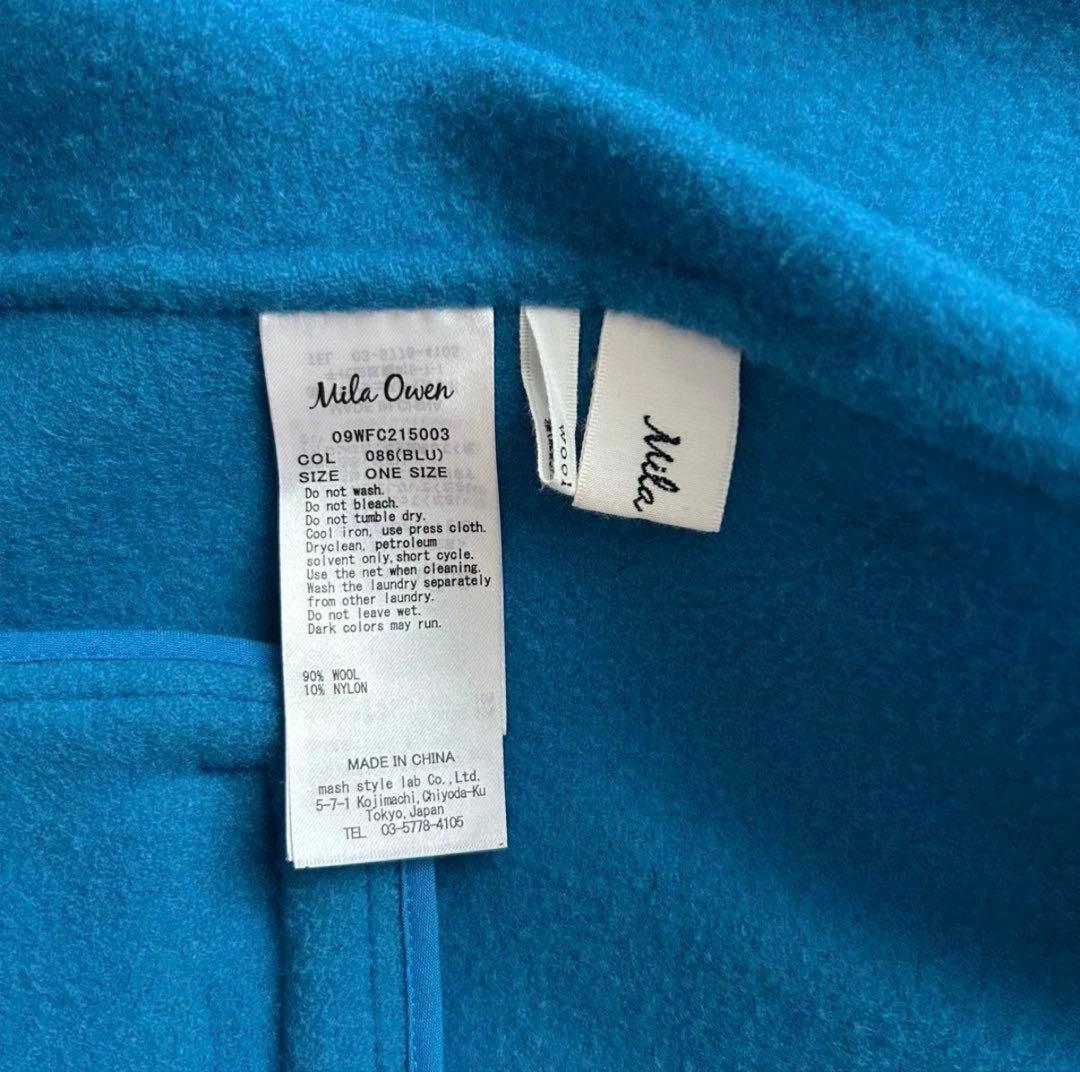 Mila Owen
09WFC215003
COL 086(BLU)
SIZE ONE SIZE
Do not wash.
Do not bleach.
Do not tumble dry.
Cool iron, use press cloth.
Dryclean, petroleum
solvent only,short cycle.
Use the net when cleaning.
Wash the laundry separately
from other laundry.
Do not leave wet.
Dark colors may run.
90% WOOL
10% NYLON
MADE IN CHINA
mash style lab Co.,Ltd.
5-7-1 Kojimachi,Chiyoda-Ku
Tokyo,Japan
TEL 03-5778-4105
wool
Mila